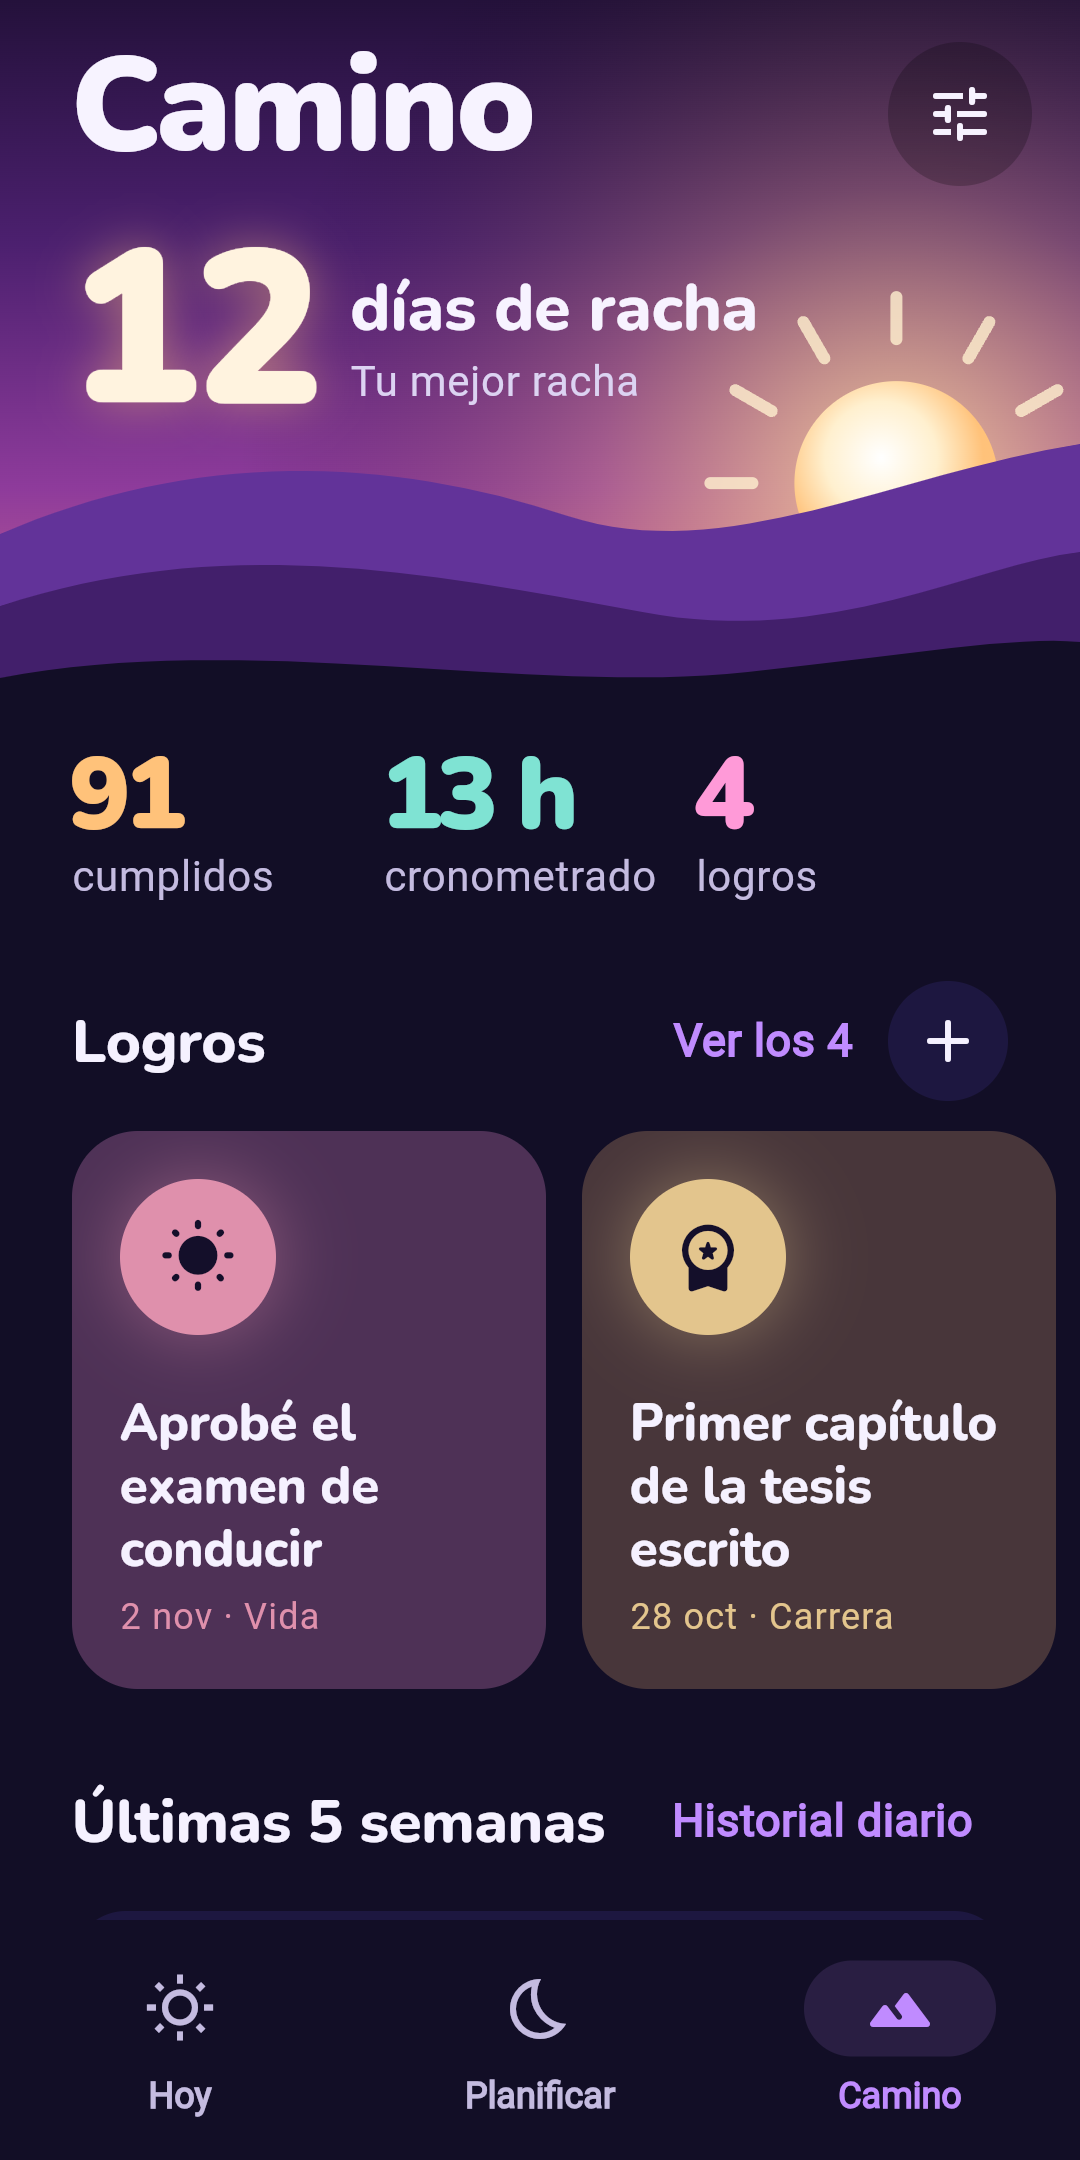 Camino
12
días de racha
Tu mejor racha
91
cumplidos
13 h
cronometrado
4
logros
Logros
Ver los 4
Aprobé el
examen de
conducir
2 nov · Vida
Primer capítulo
de la tesis
escrito
28 oct · Carrera
Últimas 5 semanas
Historial diario
Hoy
Planificar
Camino